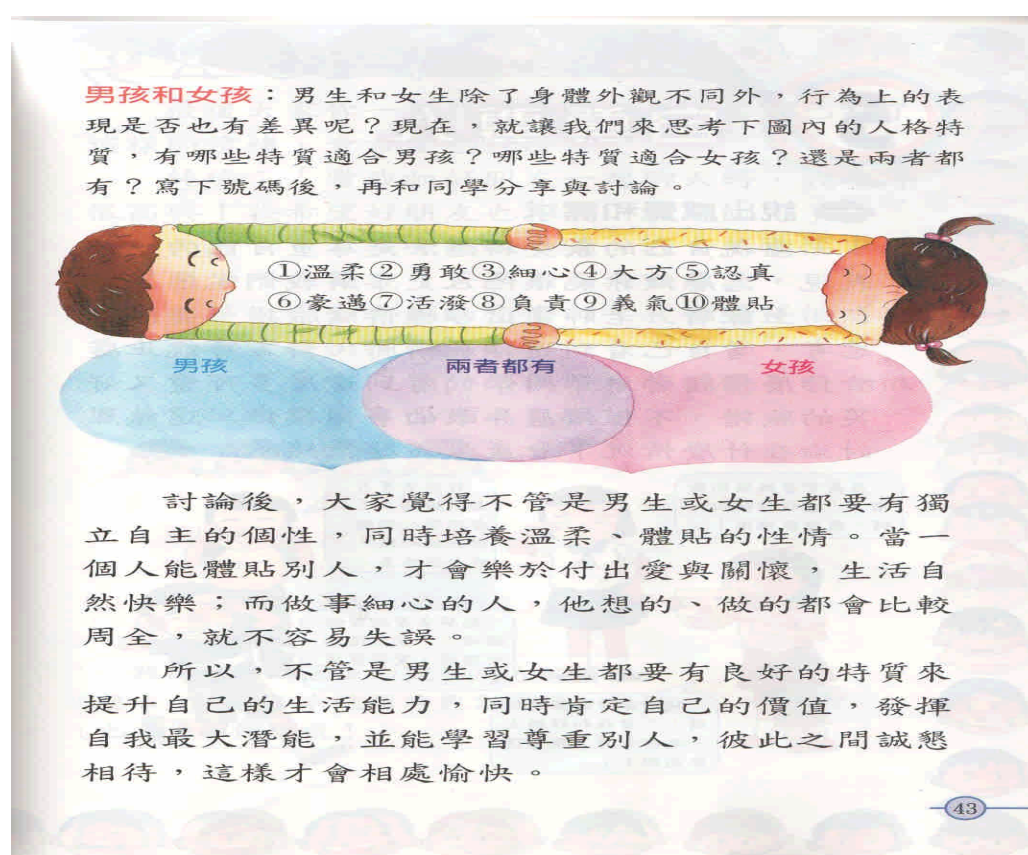 男孩和女孩：男生和女生除了身體外觀不同外，行為上的表
現是否也有差異呢？現在，就讓我們來思考下圖內的人格特
質，有哪些特質適合男孩？哪些特質適合女孩？還是兩者都
有？寫下號碼後，再和同學分享與討論。
①溫柔②勇敢③細心④大方⑤認真
⑥豪邁⑦活潑⑧負責⑨義氣⑩體貼
男孩 兩者都有 女孩
討論後，大家覺得不管是男生或女生都要有獨
立自主的個性，同時培養溫柔、體貼的性情。當一
個人能體貼別人，才會樂於付出愛與關懷，生活自
然快樂；而做事細心的人，他想的、做的都會比較
周全，就不容易失誤。
所以，不管是男生或女生都要有良好的特質來
提升自己的生活能力，同時肯定自己的價值，發揮
自我最大潛能，並能學習尊重別人，彼此之間誠懇
相待，這樣才會相處愉快。
43